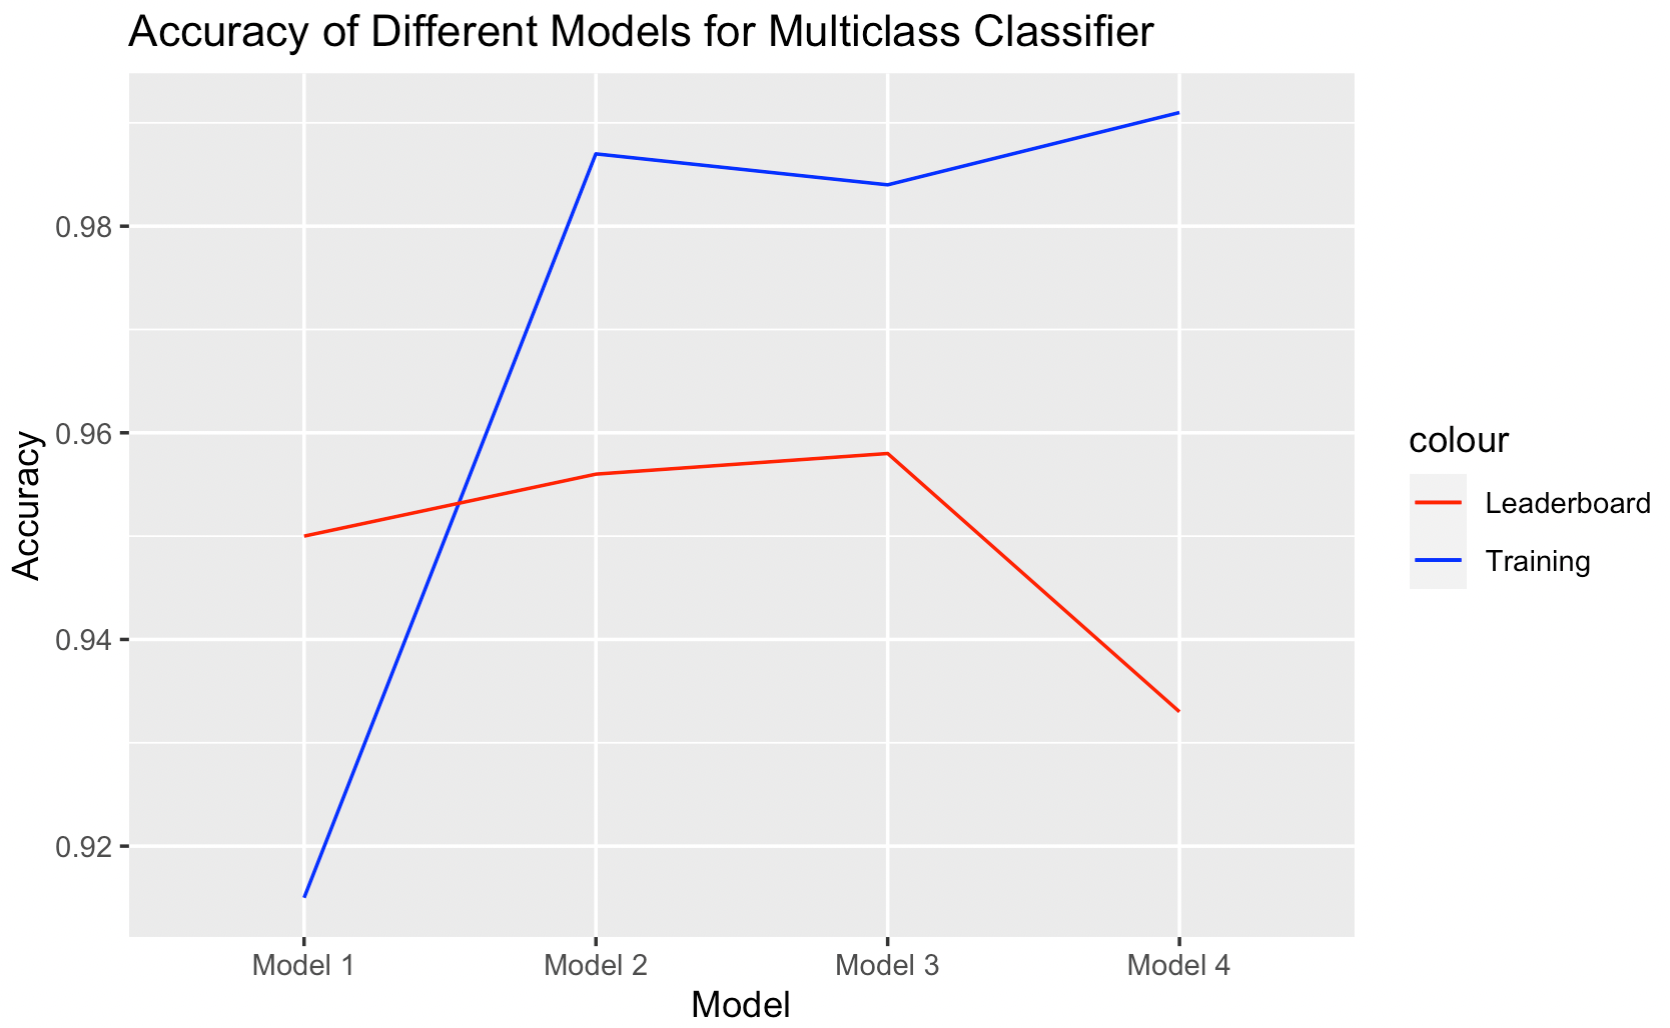 Accuracy of Different Models for Multiclass Classifier
Accuracy
0.98
0.96
0.94
0.92
Model 1
Model 2
Model 3
Model 4
Model
colour
Leaderboard
Training